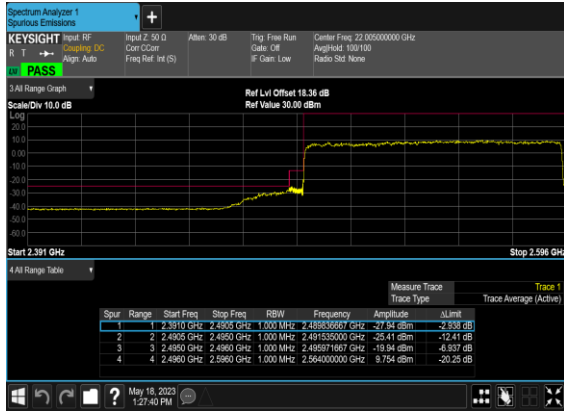 Spectrum Analyzer 1
Spurious Emissions
KEYSIGHT Input: RF Input Z: 50 Ω Atten: 30 dB Trig: Free Run Center Freq: 22.005000000 GHz
R T Coupling: DC Corr CCorr Gate: Off Avg|Hold: 100/100
Align: Auto Freq Ref: Int (S) IF Gain: Low Radio Std: None
PASS
3 All Range Graph
Ref Lvl Offset 18.36 dB
Scale/Div 10.0 dB Ref Value 30.00 dBm
Log
20.0
10.0
0.00
-10.0
-20.0
-30.0
-40.0
-50.0
-60.0
Start 2.391 GHz Stop 2.596 GHz
4 All Range Table
Measure Trace Trace 1
Trace Type Trace Average (Active)
Spur Range Start Freq Stop Freq RBW Frequency Amplitude ΔLimit
1 1 2.3910 GHz 2.4905 GHz 1.000 MHz 2.489836667 GHz -27.94 dBm -2.938 dB
2 2 2.4905 GHz 2.4950 GHz 1.000 MHz 2.491535000 GHz -25.41 dBm -12.41 dB
3 3 2.4950 GHz 2.4960 GHz 1.000 MHz 2.495971667 GHz -19.94 dBm -6.937 dB
4 4 2.4960 GHz 2.5960 GHz 1.000 MHz 2.564000000 GHz 9.754 dBm -20.25 dB
May 18, 2023
1:27:40 PM